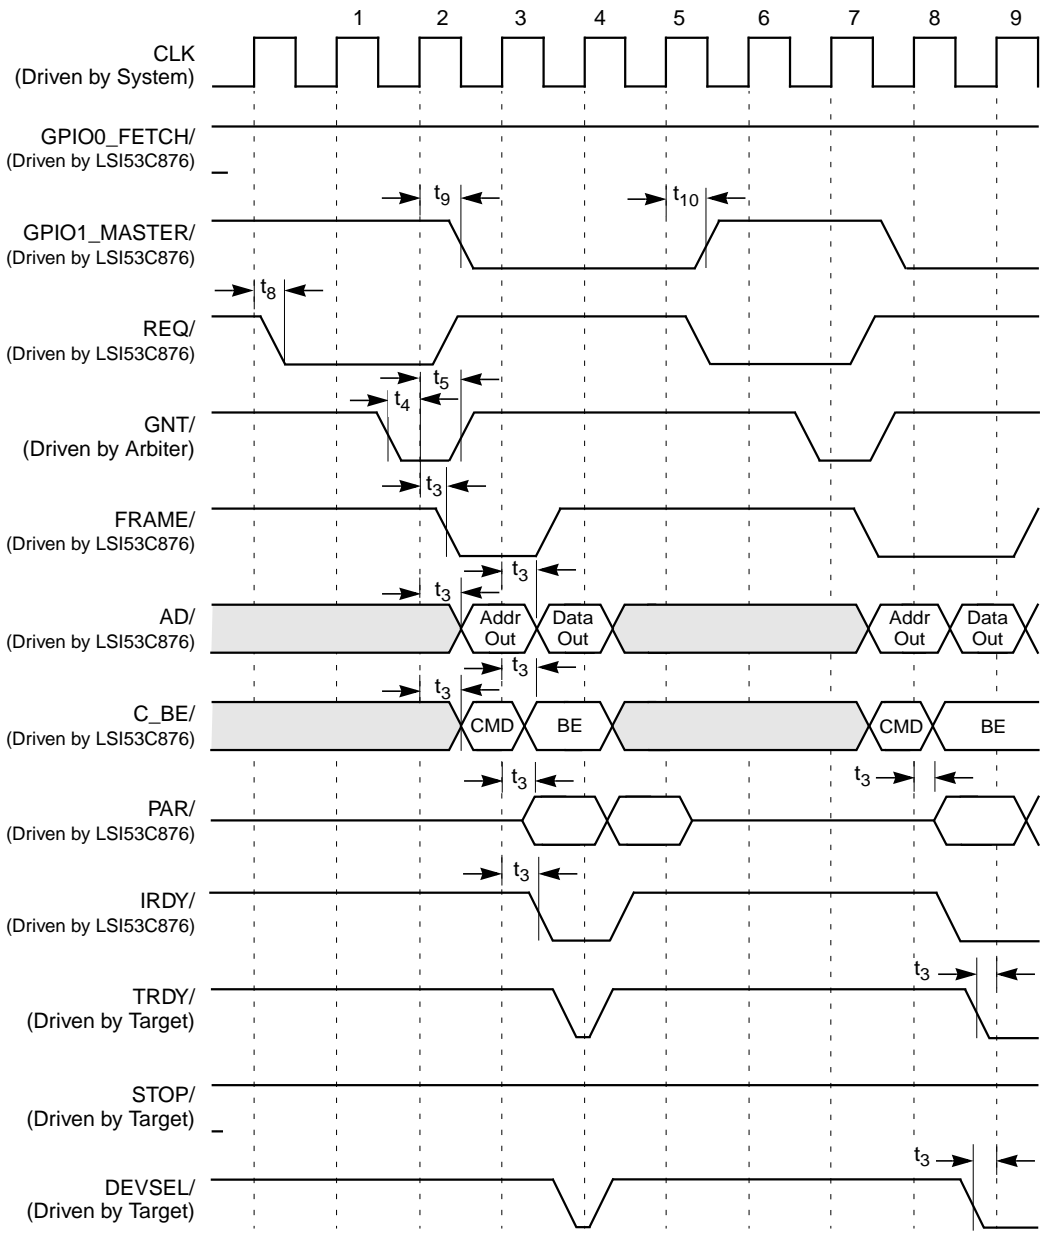 1 2 3 4 5 6 7 8 9
CLK
(Driven by System)
GPIO0_FETCH/
(Driven by LSI53C876)
t9 t10
GPIO1_MASTER/
(Driven by LSI53C876)
t8
REQ/
(Driven by LSI53C876)
t5
t4
GNT/
(Driven by Arbiter)
t3
FRAME/
(Driven by LSI53C876)
t3
t3
AD/
(Driven by LSI53C876)
Addr Out
Data Out
Addr Out
Data Out
t3
t3
C_BE/
(Driven by LSI53C876)
CMD BE CMD BE
t3 t3
PAR/
(Driven by LSI53C876)
t3
IRDY/
(Driven by LSI53C876)
t3
TRDY/
(Driven by Target)
STOP/
(Driven by Target)
t3
DEVSEL/
(Driven by Target)